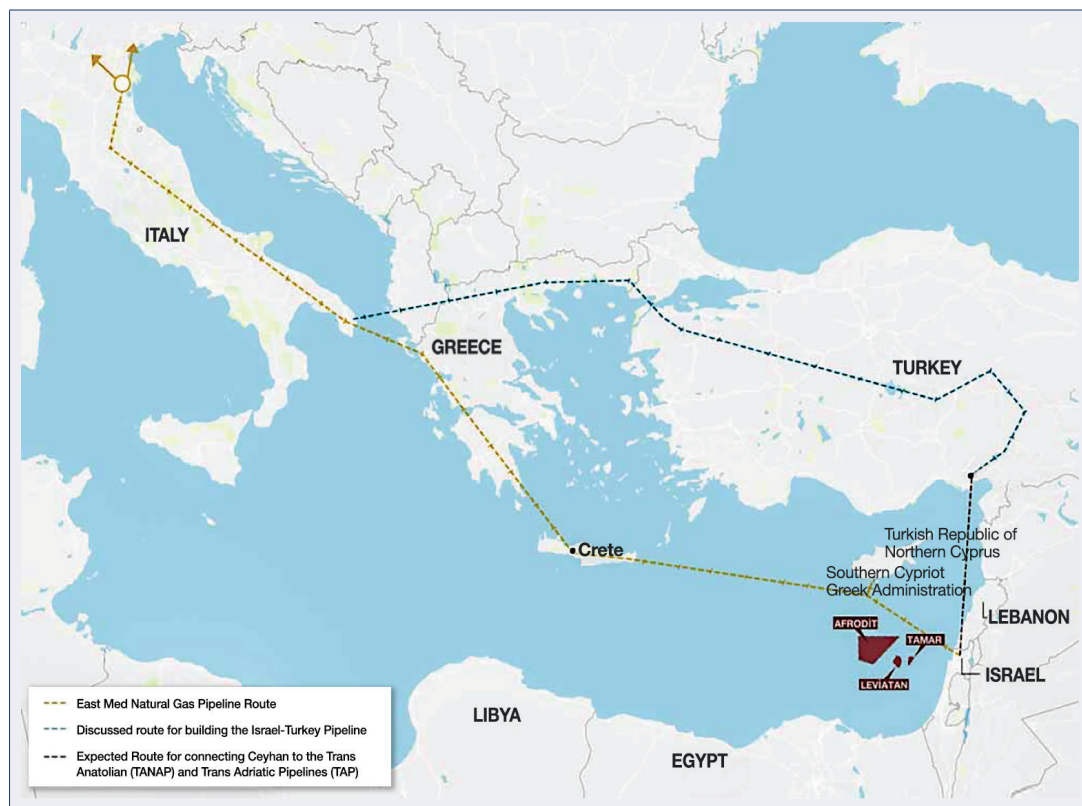 ITALY
GREECE
TURKEY
Crete
Turkish Republic of
Northern Cyprus
Southern Cypriot
Greek Administration
AFRODİT
TAMAR
LEVİATAN
LEBANON
ISRAEL
LIBYA
EGYPT
East Med Natural Gas Pipeline Route
Discussed route for building the Israel-Turkey Pipeline
Expected Route for connecting Ceyhan to the Trans
Anatolian (TANAP) and Trans Adriatic Pipelines (TAP)